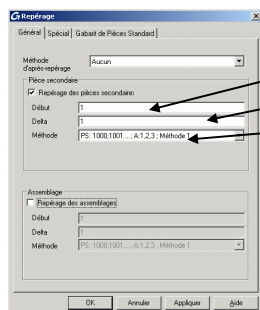 Repérage
Général Spécial Gabarit de Pièces Standard
Méthode
d'après-repérage
Aucun
Pièce secondaire
Repérage des pièces secondaires
Début 1
Delta 1
Méthode PS: 1000;1001....; A:1,2,3 ; Méthode 1
Assemblage
Repérage des assemblages
Début 1
Delta 1
Méthode PS: 1000;1001....; A:1,2,3 ; Méthode 1
OK Annuler Appliquer Aide